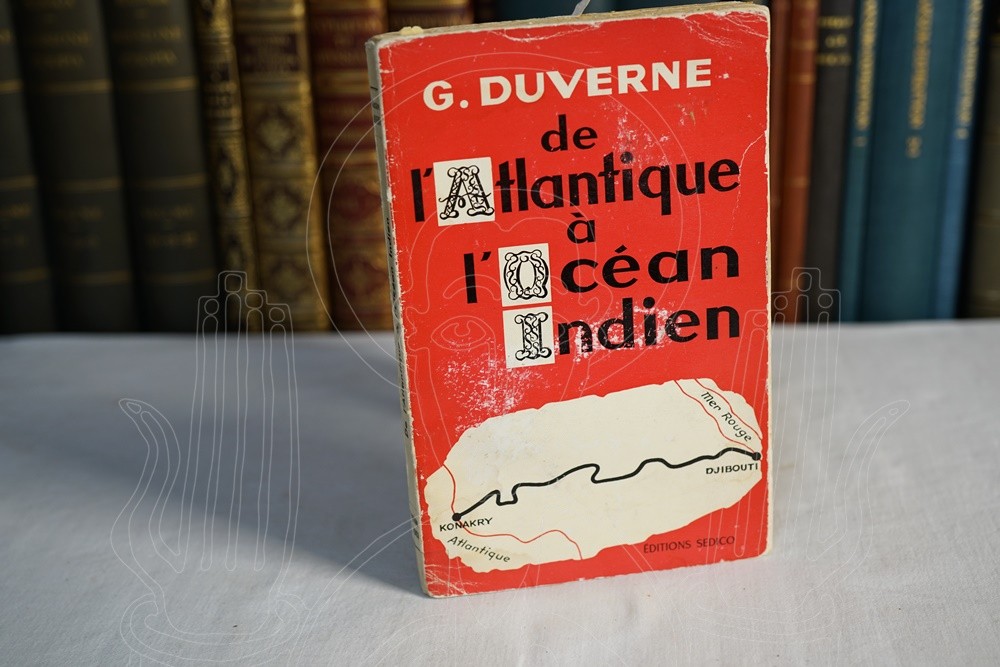 G. DUVERNE
de
l'Atlantique
à
l'Océan
Indien
Mer Rouge
DJIBOUTI
KONAKRY
Atlantique
ÉDITIONS SEDICO